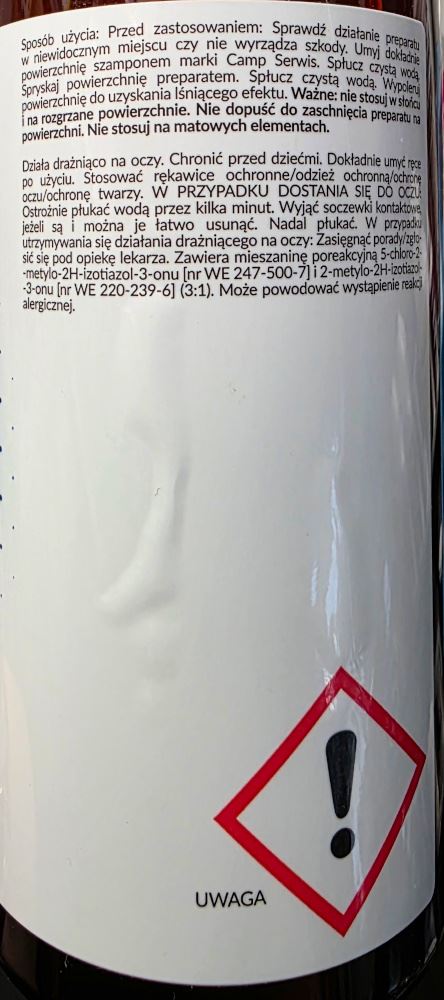 Sposób użycia: Przed zastosowaniem: Sprawdź działanie preparatu
w niewidocznym miejscu czy nie wyrządza szkody. Umyj dokładnie
powierzchnię szamponem marki Camp Serwis. Spłucz czystą wodą.
Spryskaj powierzchnię preparatem. Spłucz czystą wodą. Wypoleruj
powierzchnię do uzyskania lśniącego efektu. Ważne: nie stosuj w słońcu
i na rozgrzane powierzchnie. Nie dopuść do zaschnięcia preparatu na
powierzchni. Nie stosuj na matowych elementach.
Działa drażniąco na oczy. Chronić przed dziećmi. Dokładnie umyć ręce
po użyciu. Stosować rękawice ochronne/odzież ochronną/ochronę
oczu/ochronę twarzy. W PRZYPADKU DOSTANIA SIĘ DO OCZU:
Ostrożnie płukać wodą przez kilka minut. Wyjąć soczewki kontaktowe,
jeżeli są i można je łatwo usunąć. Nadal płukać. W przypadku
utrzymywania się działania drażniącego na oczy: Zasięgnąć porady/zgło-
sić się pod opiekę lekarza. Zawiera mieszaninę poreakcyjną 5-chloro-2-
-metylo-2H-izotiazol-3-onu [nr WE 247-500-7] i 2-metylo-2H-izotiazol-
-3-onu [nr WE 220-239-6] (3:1). Może powodować wystąpienie reakcji
alergicznej.
UWAGA